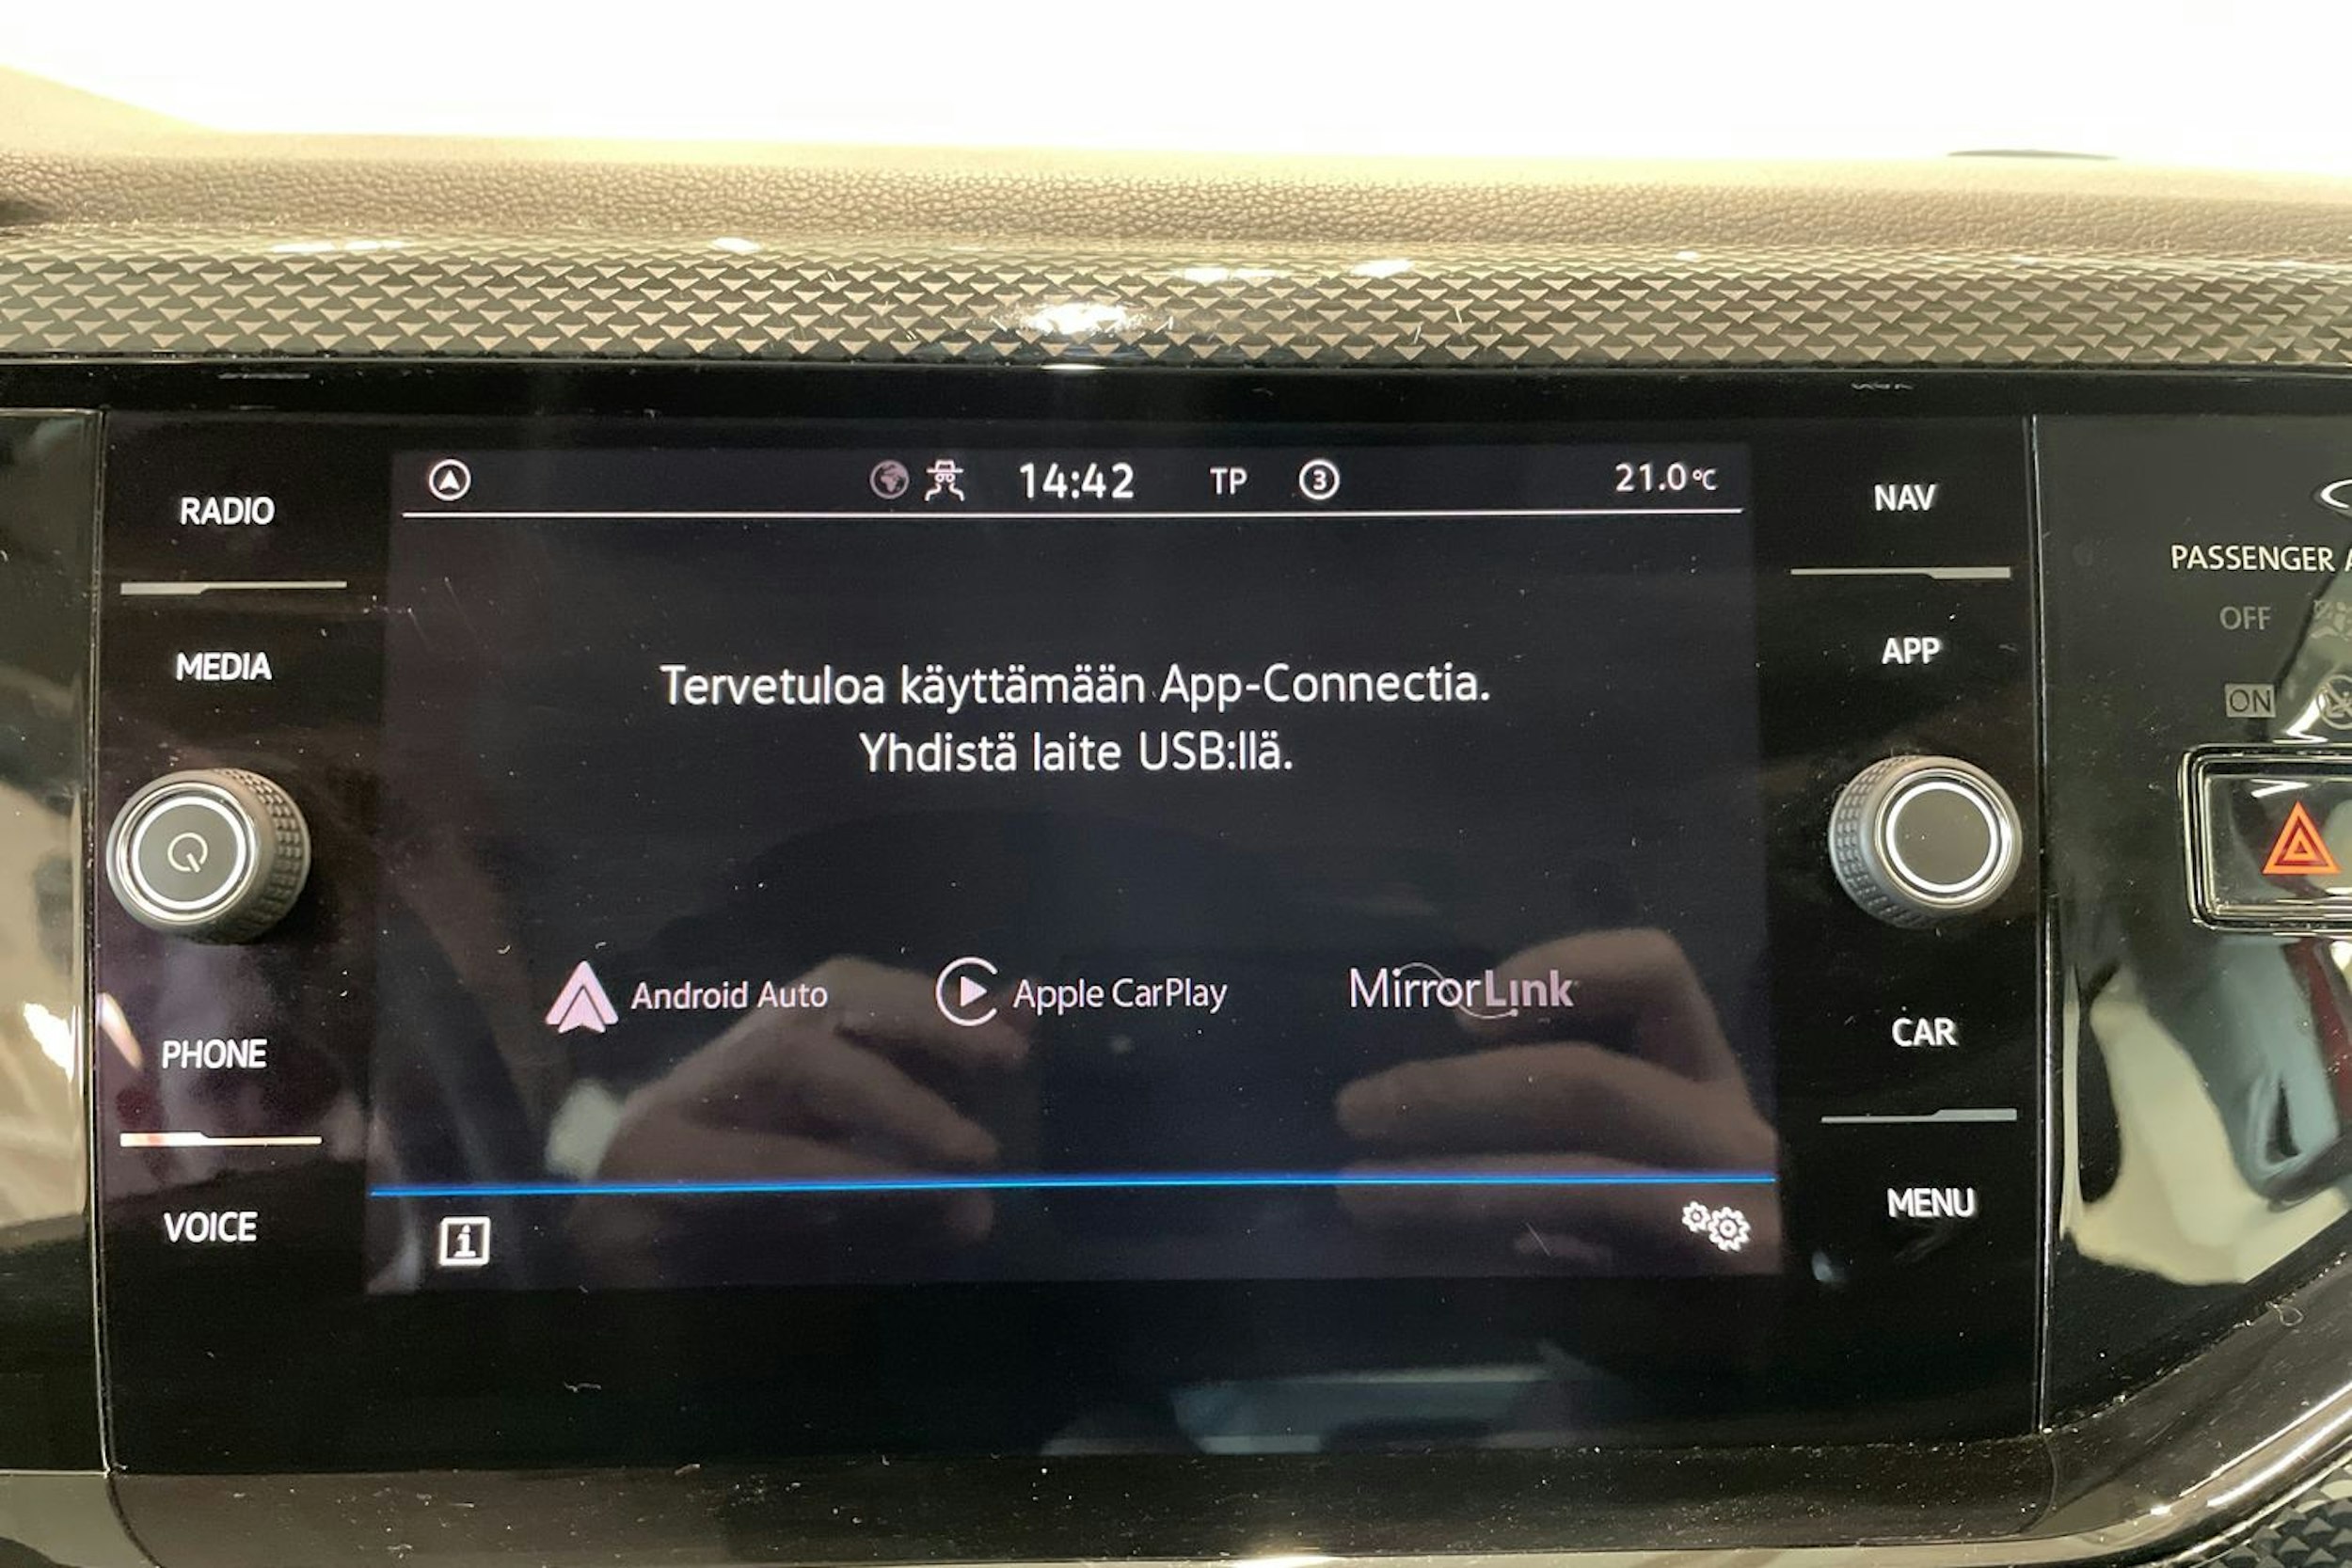 RADIO
MEDIA
PHONE
VOICE
14:42 TP 3 21.0 °C
Tervetuloa käyttämään App-Connectia.
Yhdistä laite USB:llä.
Android Auto
Apple CarPlay
MirrorLink
i
NAV
APP
CAR
MENU
PASSENGER
OFF
ON